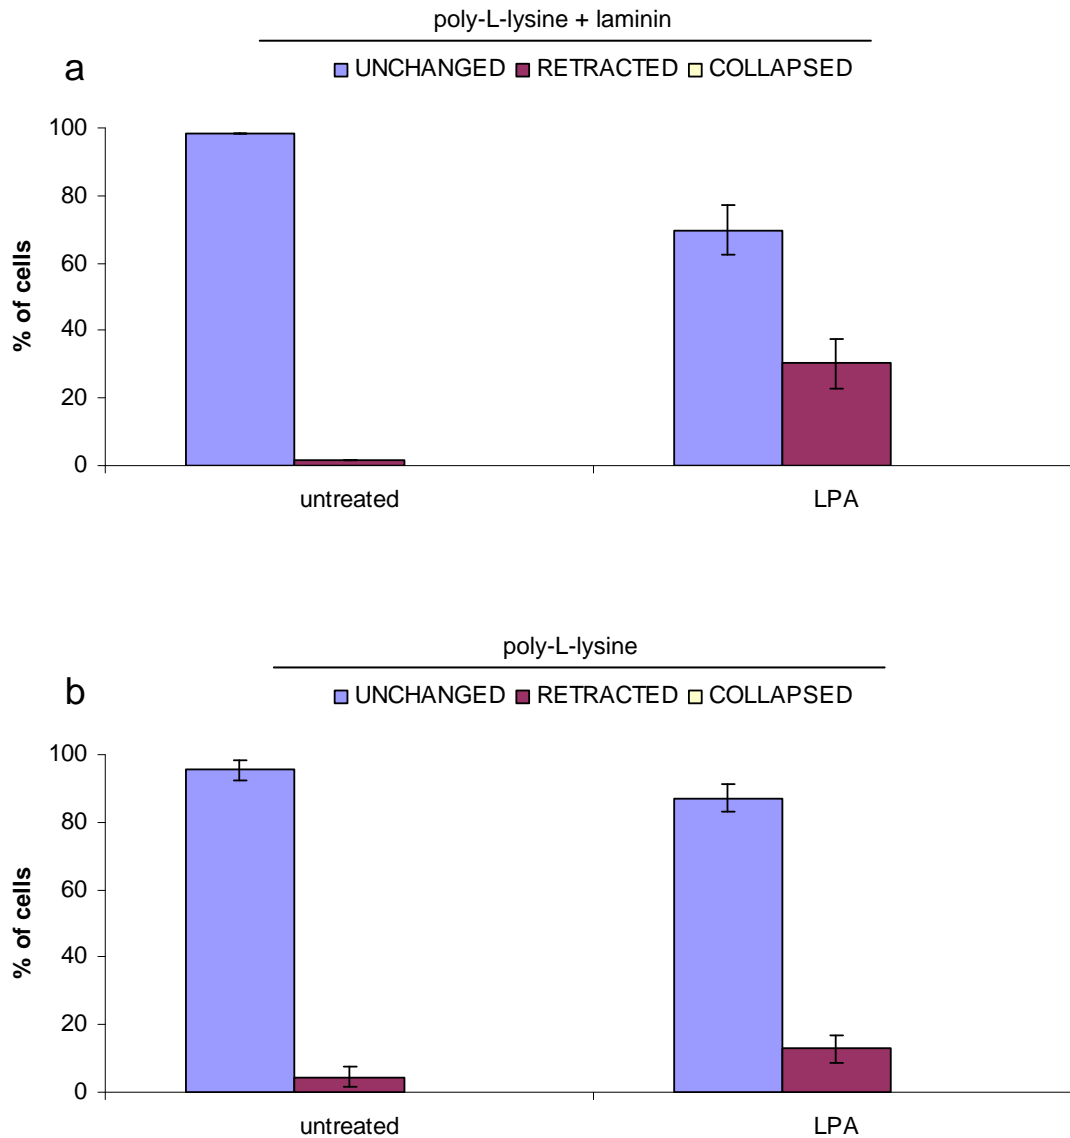 poly-L-lysine + laminin
a
UNCHANGED RETRACTED COLLAPSED
100
80
60
40
20
0
% of cells
untreated LPA
poly-L-lysine
b
UNCHANGED RETRACTED COLLAPSED
100
80
60
40
20
0
% of cells
untreated LPA